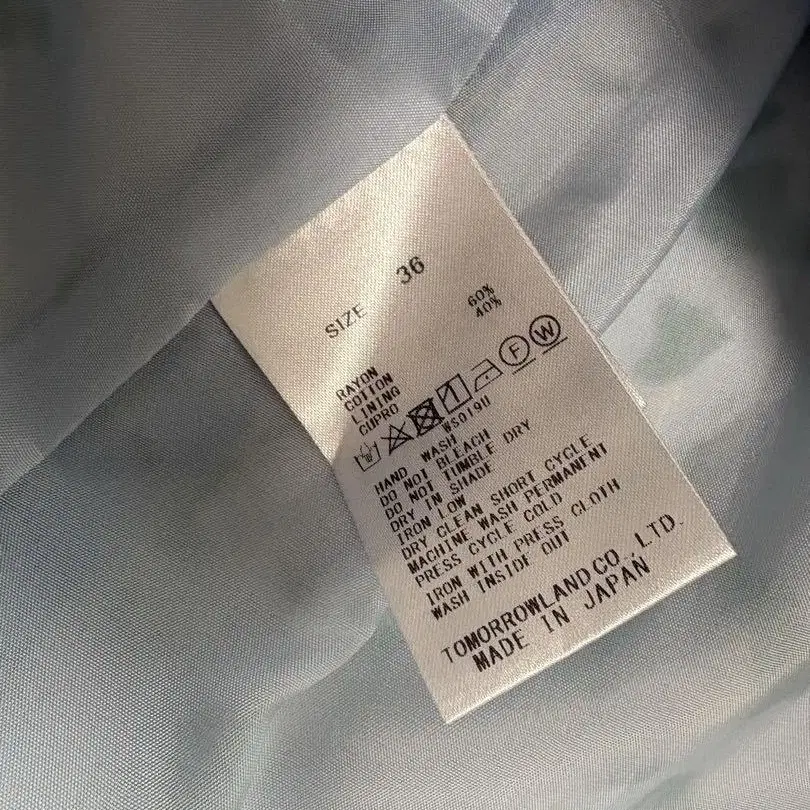 SIZE 36
RAYON 60%
COTTON 40%
LINING
CUPRO
F W
WS019U
HAND WASH
DO NOT BLEACH
DO NOT TUMBLE DRY
DRY IN SHADE
IRON LOW
DRY CLEAN SHORT CYCLE
MACHINE WASH PERMANENT
PRESS CYCLE COLD
IRON WITH PRESS CLOTH
WASH INSIDE OUT
TOMORROWLAND CO.,LTD.
MADE IN JAPAN